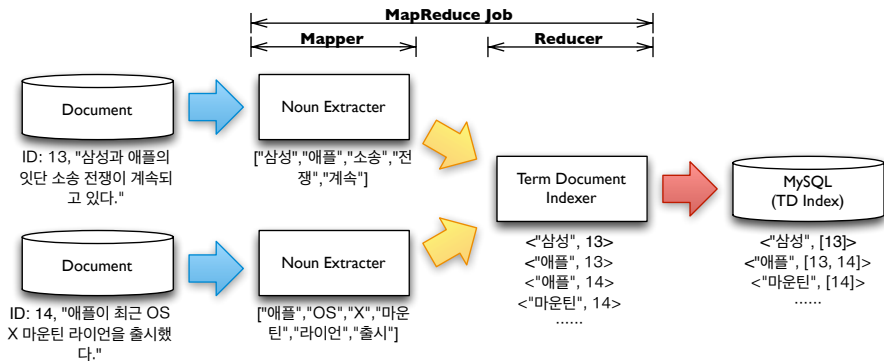 MapReduce Job
Mapper
Reducer
Document
Noun Extracter
ID: 13, "삼성과 애플의
잇단 소송 전쟁이 계속되
고 있다."
["삼성","애플","소송","전
쟁","계속"]
Term Document
Indexer
MySQL
(TD Index)
<"삼성", 13>
<"애플", 13>
<"애플", 14>
<"마운틴", 14>
......
<"삼성", [13]>
<"애플", [13, 14]>
<"마운틴", [14]>
......
Document
Noun Extracter
ID: 14, "애플이 최근 OS
X 마운틴 라이언을 출시했
다."
["애플","OS","X","마운
틴","라이언","출시"]